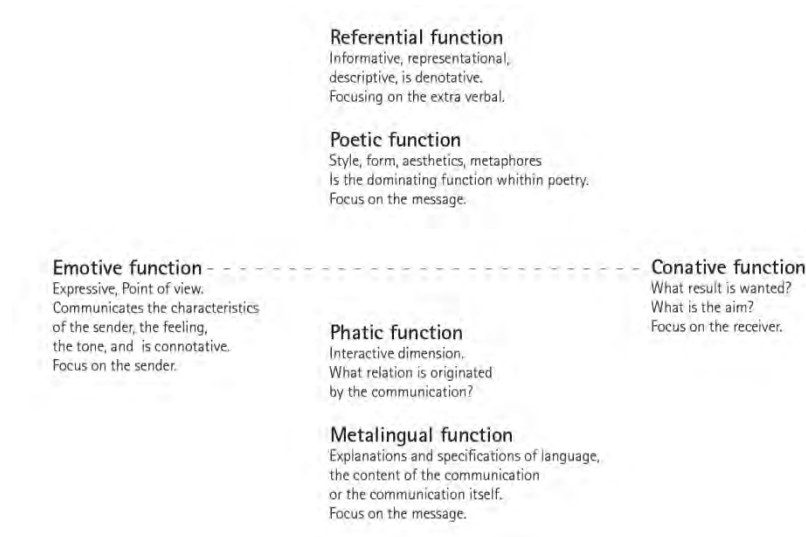 Referential function
Informative, representational,
descriptive, is denotative.
Focusing on the extra verbal.
Poetic function
Style, form, aesthetics, metaphores
Is the dominating function whithin poetry.
Focus on the message.
Emotive function
Expressive, Point of view.
Communicates the characteristics
of the sender, the feeling,
the tone, and is connotative.
Focus on the sender.
Conative function
What result is wanted?
What is the aim?
Focus on the receiver.
Phatic function
Interactive dimension.
What relation is originated
by the communication?
Metalingual function
Explanations and specifications of language,
the content of the communication
or the communication itself.
Focus on the message.